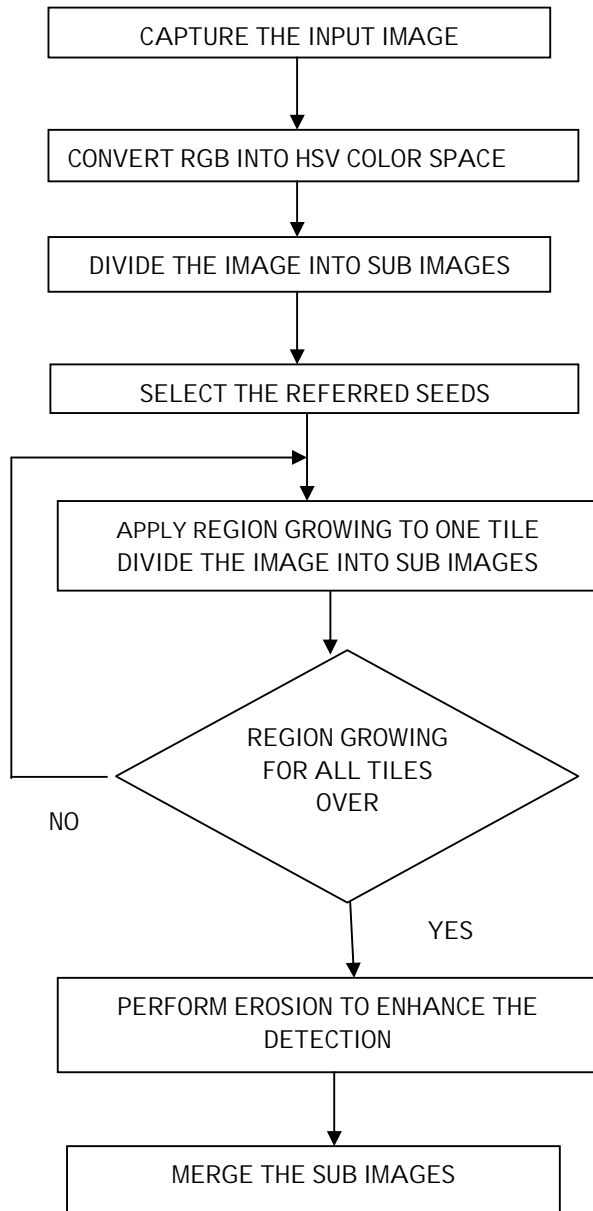 CAPTURE THE INPUT IMAGE
CONVERT RGB INTO HSV COLOR SPACE
DIVIDE THE IMAGE INTO SUB IMAGES
SELECT THE REFERRED SEEDS
APPLY REGION GROWING TO ONE TILE
DIVIDE THE IMAGE INTO SUB IMAGES
REGION GROWING
FOR ALL TILES
OVER
NO
YES
PERFORM EROSION TO ENHANCE THE
DETECTION
MERGE THE SUB IMAGES